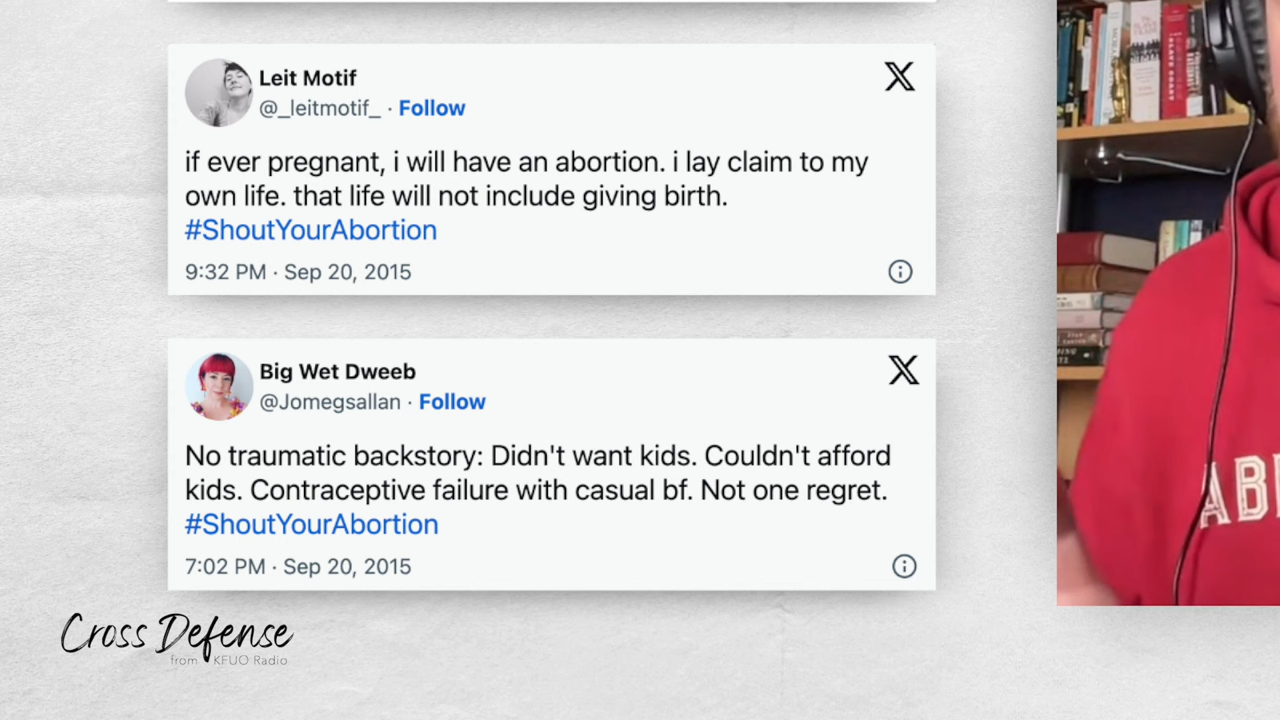 Leit Motif
@_leitmotif_ · Follow
if ever pregnant, i will have an abortion. i lay claim to my
own life. that life will not include giving birth.
#ShoutYourAbortion
9:32 PM · Sep 20, 2015
Big Wet Dweeb
@Jomegsallan · Follow
No traumatic backstory: Didn't want kids. Couldn't afford
kids. Contraceptive failure with casual bf. Not one regret.
#ShoutYourAbortion
7:02 PM · Sep 20, 2015
Cross Defense
from KFUO Radio
ABI